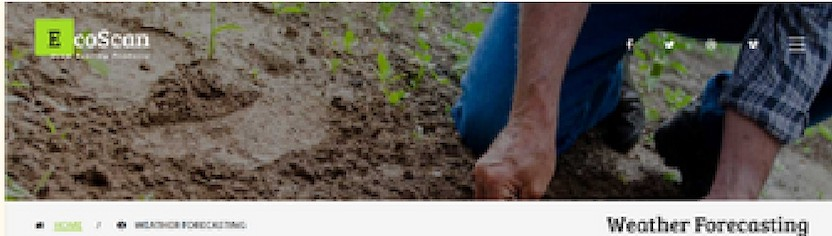 EcoScan
HOME / WEATHER FORECASTING
Weather Forecasting